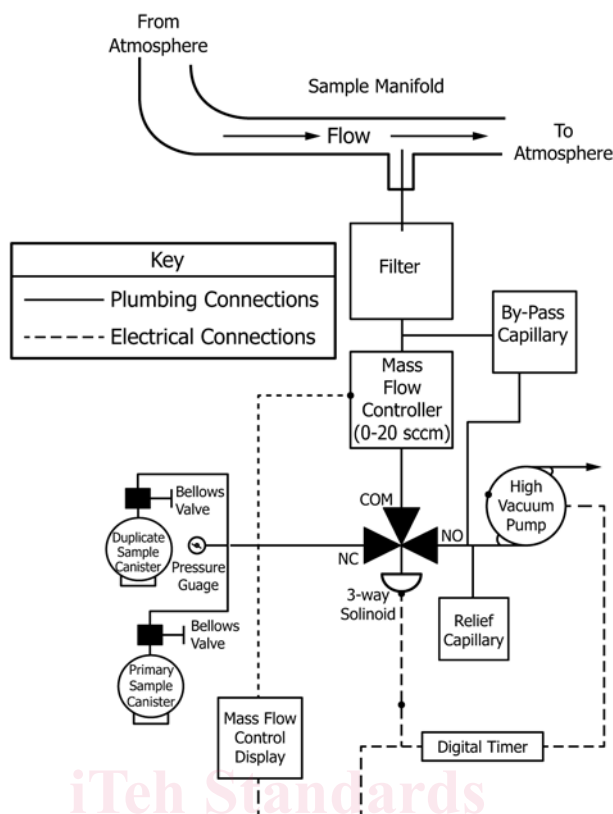 From
Atmosphere
Sample Manifold
Flow
To
Atmosphere
Filter
Key
Plumbing Connections
Electrical Connections
By-Pass
Capillary
Mass
Flow
Controller
(0-20 sccm)
COM
NO
NC
High
Vacuum
Pump
Bellows
Valve
Duplicate
Sample
Canister
Pressure
Guage
3-way
Solinoid
Relief
Capillary
Bellows
Valve
Primary
Sample
Canister
Mass Flow
Control
Display
Digital Timer
iTeh Standards